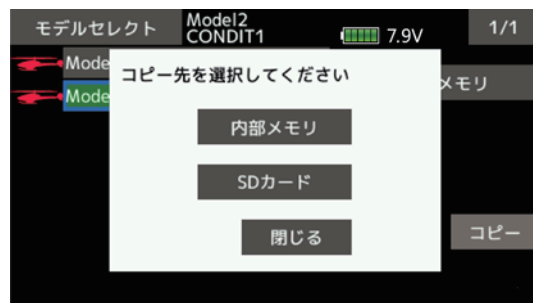 モデルセレクト
Model2
CONDIT1
7.9V
1/1
Mode
Mode
メモリ
コピー先を選択してください
内部メモリ
SDカード
閉じる
コピー